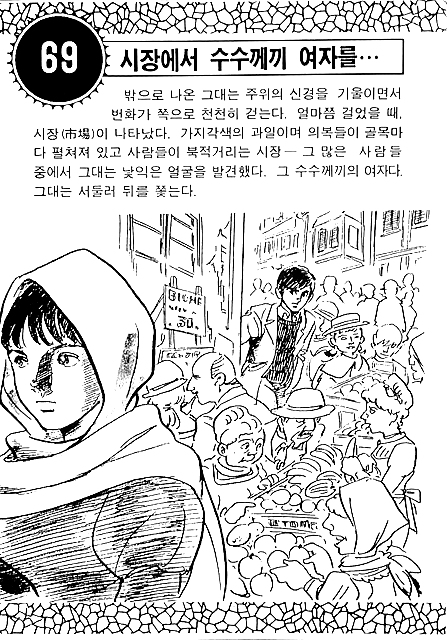 69
시장에서 수수께끼 여자를…
밖으로 나온 그대는 주위의 신경을 기울이면서
번화가 쪽으로 천천히 걷는다. 얼마쯤 걸었을 때,
시장(市場)이 나타났다. 가지각색의 과일이며 의복들이 골목마
다 펼쳐져 있고 사람들이 북적거리는 시장― 그 많은 사람들
중에서 그대는 낯익은 얼굴을 발견했다. 그 수수께끼의 여자다.
그대는 서둘러 뒤를 쫓는다.
30